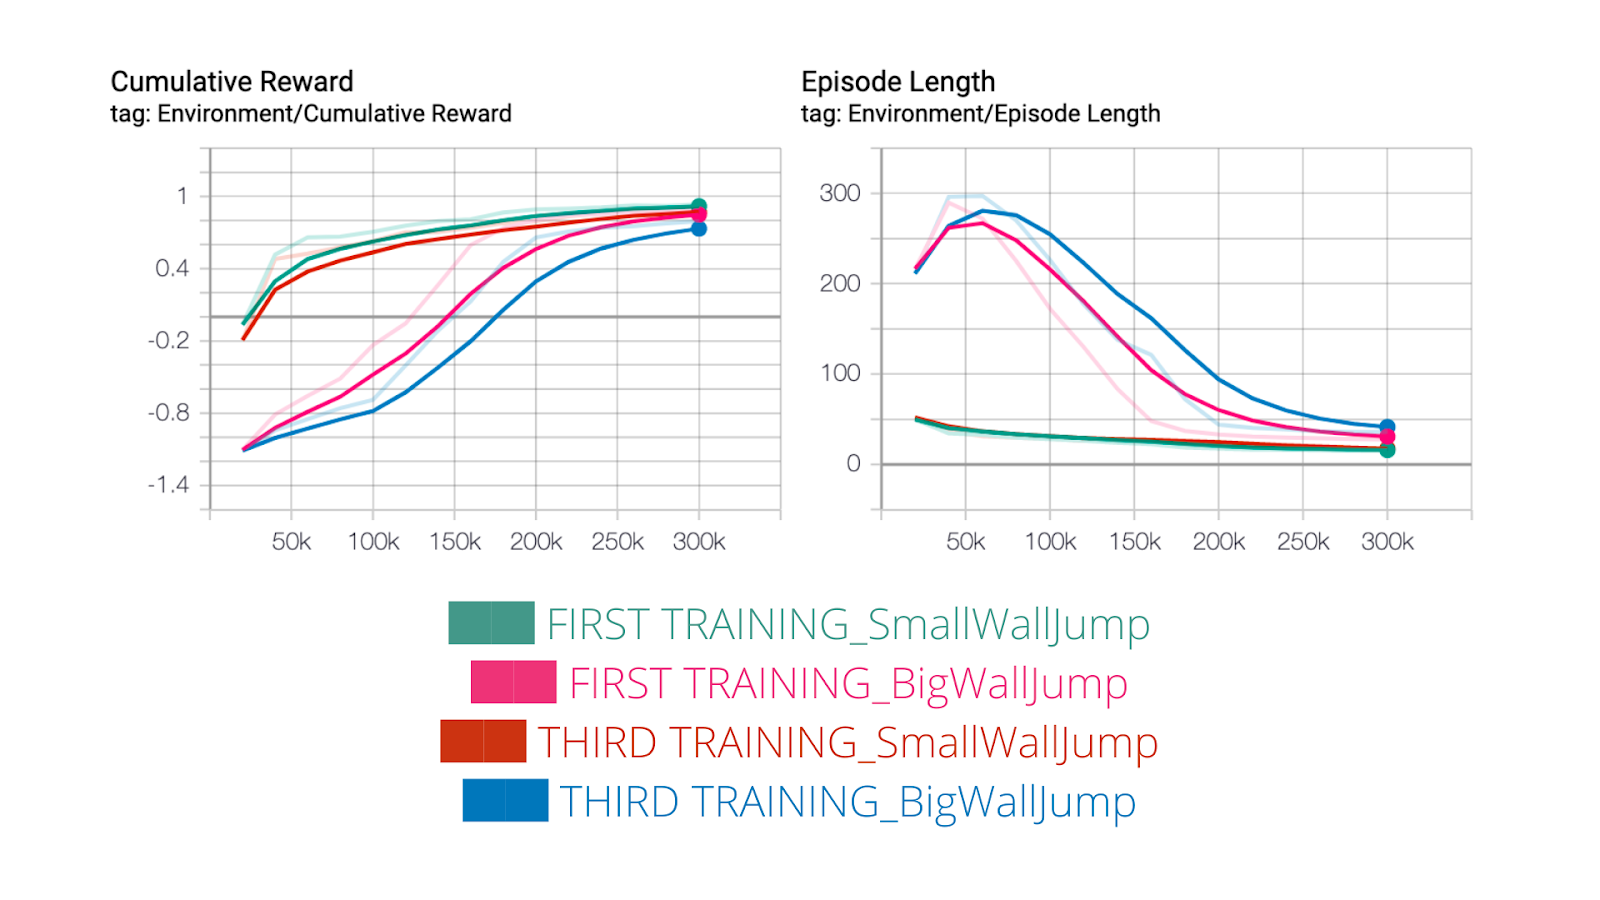 Cumulative Reward
tag: Environment/Cumulative Reward
1
0.4
-0.2
-0.8
-1.4
50k 100k 150k 200k 250k 300k
Episode Length
tag: Environment/Episode Length
300
200
100
0
50k 100k 150k 200k 250k 300k
FIRST TRAINING_SmallWallJump
FIRST TRAINING_BigWallJump
THIRD TRAINING_SmallWallJump
THIRD TRAINING_BigWallJump